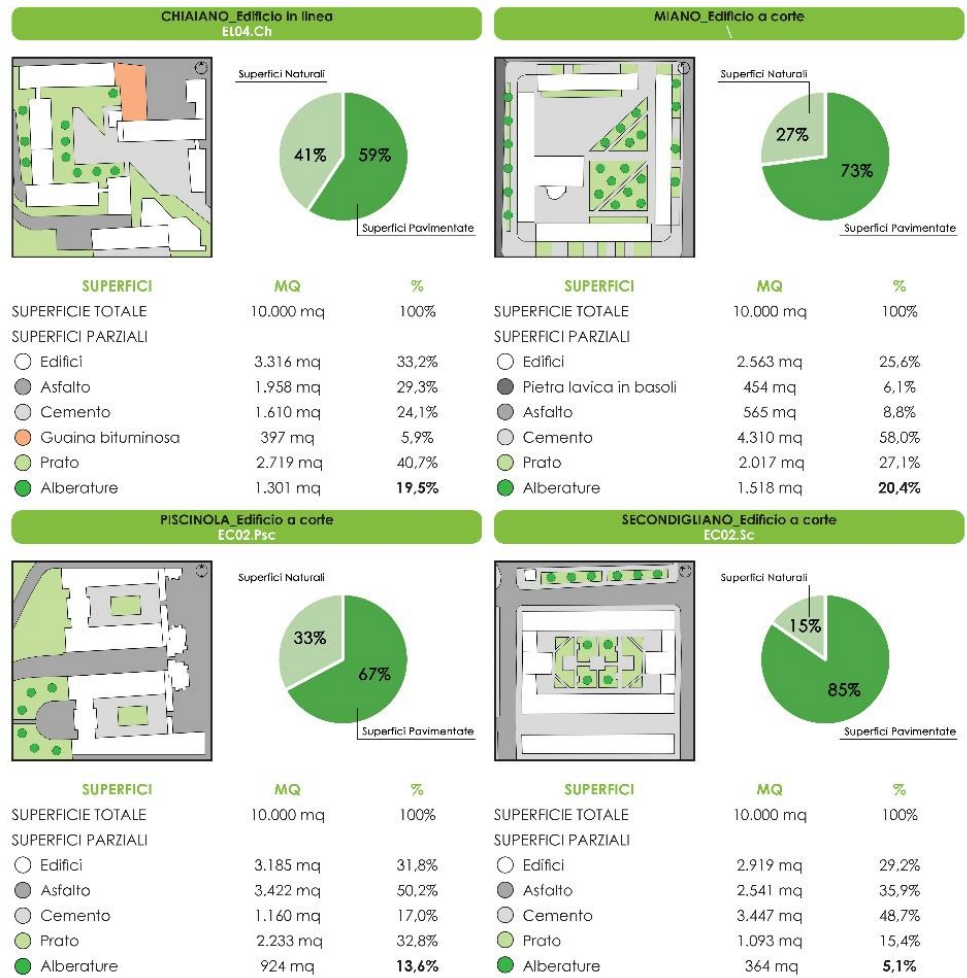 CHIAIANO_Edificio in linea
EL04.Ch
Superfici Naturali
41%
59%
Superfici Pavimentate
SUPERFICI MQ %
SUPERFICIE TOTALE 10.000 mq 100%
SUPERFICI PARZIALI
Edifici 3.316 mq 33,2%
Asfalto 1.958 mq 29,3%
Cemento 1.610 mq 24,1%
Guaina bituminosa 397 mq 5,9%
Prato 2.719 mq 40,7%
Alberature 1.301 mq 19,5%
MIANO_Edificio a corte
\
Superfici Naturali
27%
73%
Superfici Pavimentate
SUPERFICI MQ %
SUPERFICIE TOTALE 10.000 mq 100%
SUPERFICI PARZIALI
Edifici 2.563 mq 25,6%
Pietra lavica in basoli 454 mq 6,1%
Asfalto 565 mq 8,8%
Cemento 4.310 mq 58,0%
Prato 2.017 mq 27,1%
Alberature 1.518 mq 20,4%
PISCINOLA_Edificio a corte
EC02.Psc
Superfici Naturali
33%
67%
Superfici Pavimentate
SUPERFICI MQ %
SUPERFICIE TOTALE 10.000 mq 100%
SUPERFICI PARZIALI
Edifici 3.185 mq 31,8%
Asfalto 3.422 mq 50,2%
Cemento 1.160 mq 17,0%
Prato 2.233 mq 32,8%
Alberature 924 mq 13,6%
SECONDIGLIANO_Edificio a corte
EC02.Sc
Superfici Naturali
15%
85%
Superfici Pavimentate
SUPERFICI MQ %
SUPERFICIE TOTALE 10.000 mq 100%
SUPERFICI PARZIALI
Edifici 2.919 mq 29,2%
Asfalto 2.541 mq 35,9%
Cemento 3.447 mq 48,7%
Prato 1.093 mq 15,4%
Alberature 364 mq 5,1%